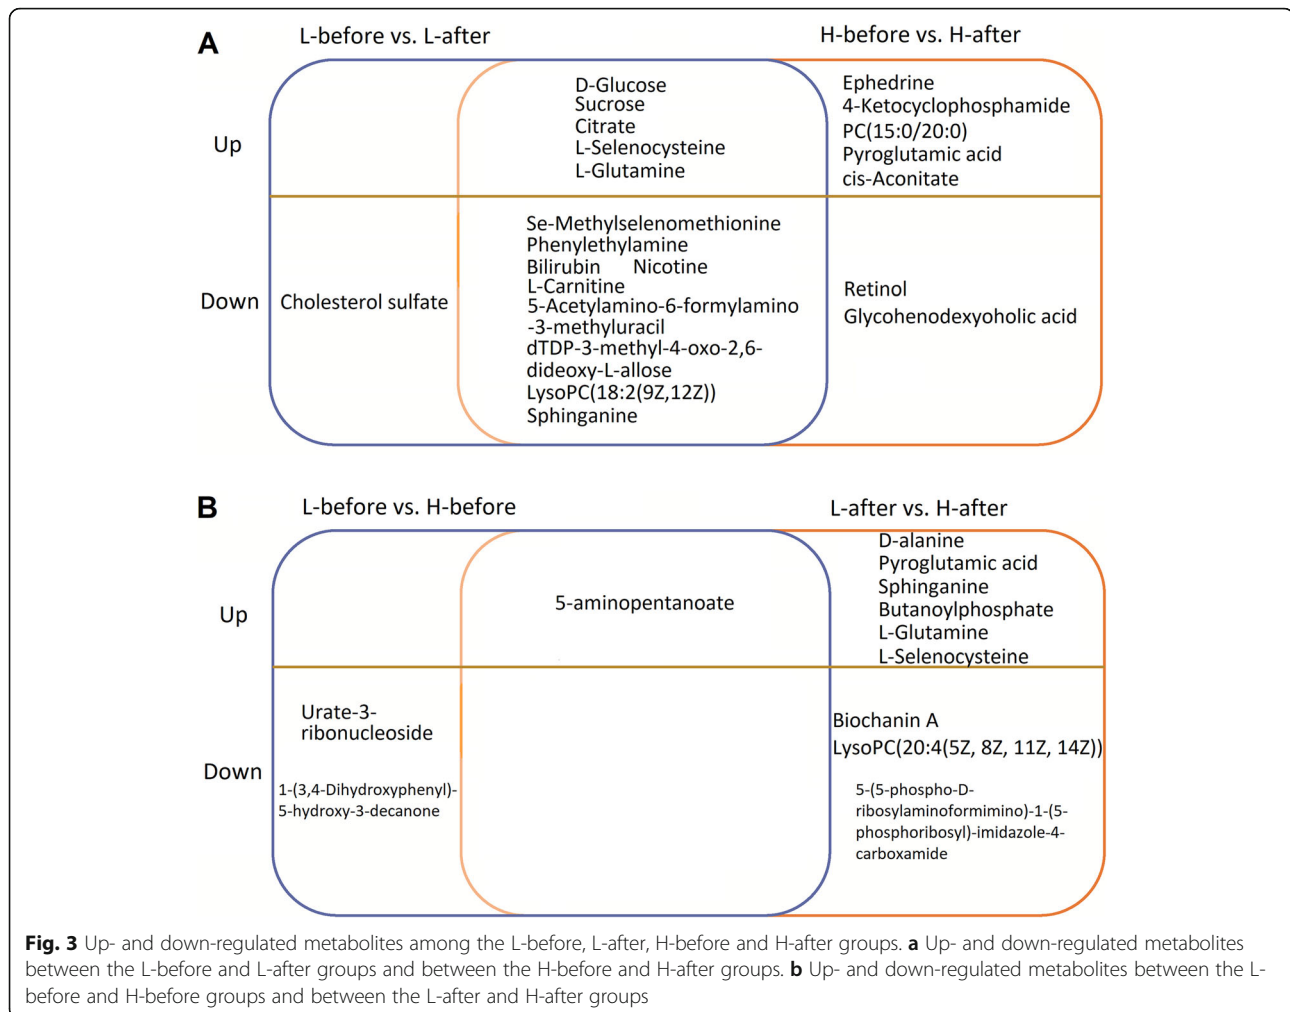 A
L-before vs. L-after
H-before vs. H-after
Up
D-Glucose
Sucrose
Citrate
L-Selenocysteine
L-Glutamine
Ephedrine
4-Ketocyclophosphamide
PC(15:0/20:0)
Pyroglutamic acid
cis-Aconitate
Down
Cholesterol sulfate
Se-Methylselenomethionine
Phenylethylamine
Bilirubin Nicotine
L-Carnitine
5-Acetylamino-6-formylamino
-3-methyluracil
dTDP-3-methyl-4-oxo-2,6-
dideoxy-L-allose
LysoPC(18:2(9Z,12Z))
Sphinganine
Retinol
Glycohenodexyoholic acid
B
L-before vs. H-before
L-after vs. H-after
Up
5-aminopentanoate
D-alanine
Pyroglutamic acid
Sphinganine
Butanoylphosphate
L-Glutamine
L-Selenocysteine
Down
Urate-3-
ribonucleoside
1-(3,4-Dihydroxyphenyl)-
5-hydroxy-3-decanone
Biochanin A
LysoPC(20:4(5Z, 8Z, 11Z, 14Z))
5-(5-phospho-D-
ribosylaminoformimino)-1-(5-
phosphoribosyl)-imidazole-4-
carboxamide
Fig. 3 Up- and down-regulated metabolites among the L-before, L-after, H-before and H-after groups. a Up- and down-regulated metabolites
between the L-before and L-after groups and between the H-before and H-after groups. b Up- and down-regulated metabolites between the L-
before and H-before groups and between the L-after and H-after groups